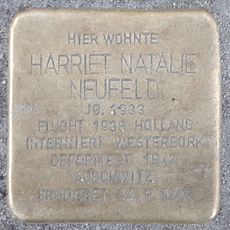 HIER WOHNTE
HARRIET NATALIE
NEUFELD
JG. 1933
FLUCHT 1938 HOLLAND
INTERNIERT WESTERBORK
DEPORTIERT 1942
AUSCHWITZ
ERMORDET